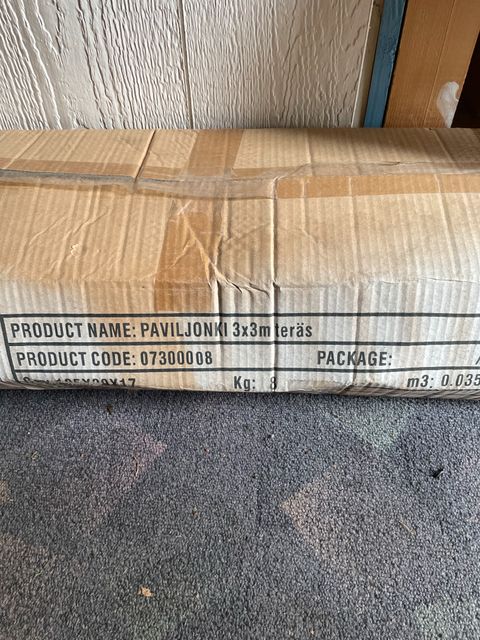 PRODUCT NAME: PAVILJONKI 3x3m teräs
PRODUCT CODE: 07300008 PACKAGE:
Kg: 8 m3: 0.035